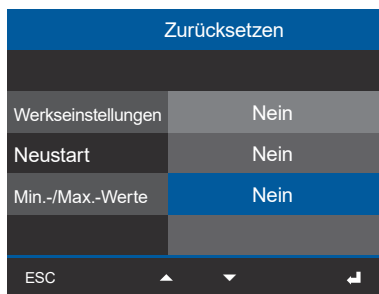 Zurücksetzen
Werkseinstellungen Nein
Neustart Nein
Min.-/Max.-Werte Nein
ESC